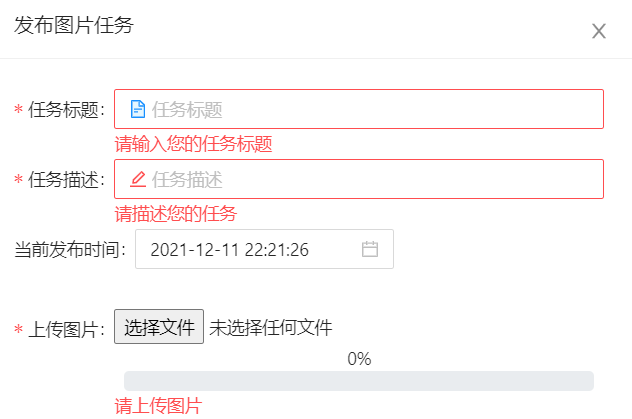 发布图片任务
* 任务标题： 任务标题
请输入您的任务标题
* 任务描述： 任务描述
请描述您的任务
当前发布时间： 2021-12-11 22:21:26
* 上传图片： 选择文件 未选择任何文件
0%
请上传图片